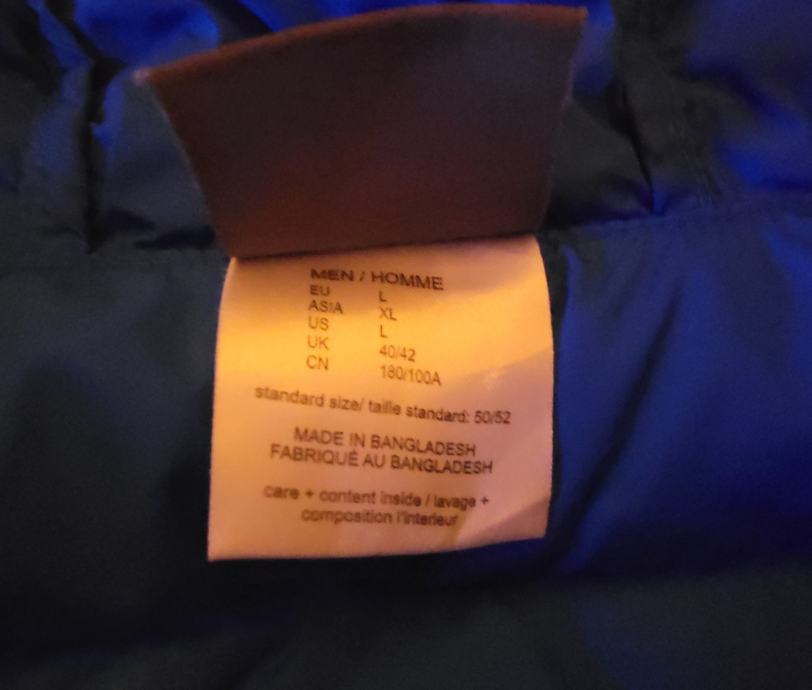 MEN / HOMME
EU L
ASIA XL
US L
UK 40/42
CN 180/100A
standard size/ taille standard: 50/52
MADE IN BANGLADESH
FABRIQUÉ AU BANGLADESH
care + content inside / lavage +
composition l'interieur